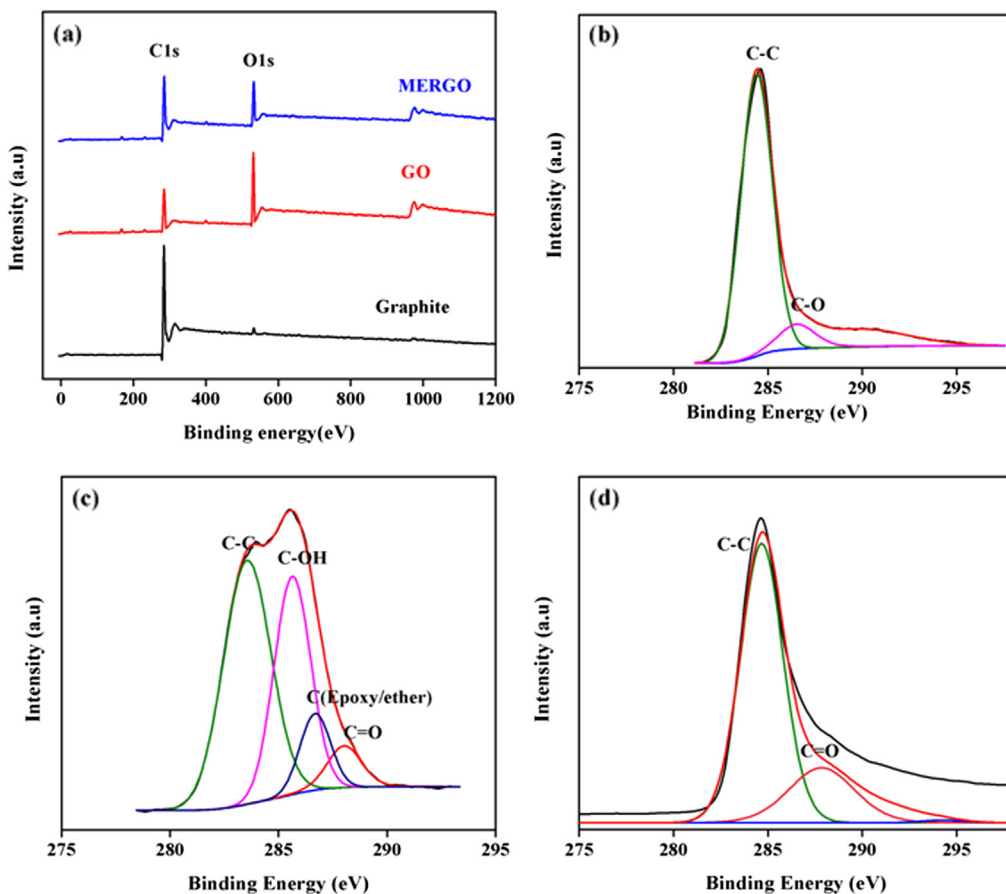 (a)
C1s
O1s
MERGO
GO
Graphite
Intensity (a.u)
0 200 400 600 800 1000 1200
Binding energy(eV)
(b)
C-C
C-O
Intensity (a.u)
275 280 285 290 295
Binding Energy (eV)
(c)
C-C
C-OH
C(Epoxy/ether)
C=O
Intensity (a.u)
275 280 285 290 295
Binding Energy (eV)
(d)
C-C
C=O
Intensity (a.u)
275 280 285 290 295
Binding Energy (eV)